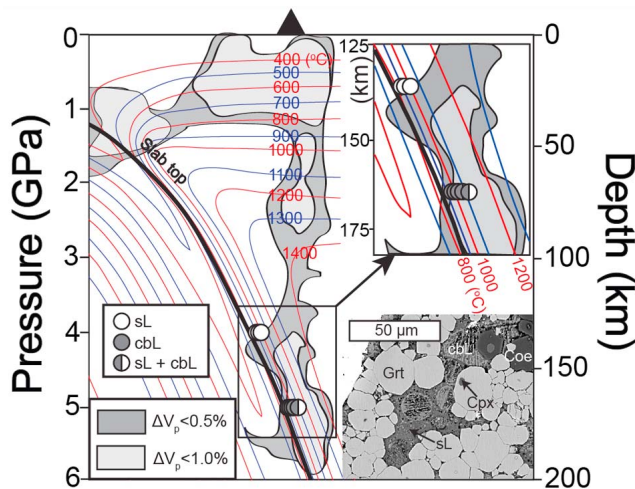 Pressure (GPa)
0
1
2
3
4
5
6
400 (°C)
500
600
700
800
900
1000
1100
1200
1300
1400
Slab top
sL
cbL
sL + cbL
ΔVp<0.5%
ΔVp<1.0%
125
(km)
150
175
800 (°C)
1000
1200
50 µm
cbL
Coe
Grt
Cpx
sL
0
50
100
150
200
Depth (km)